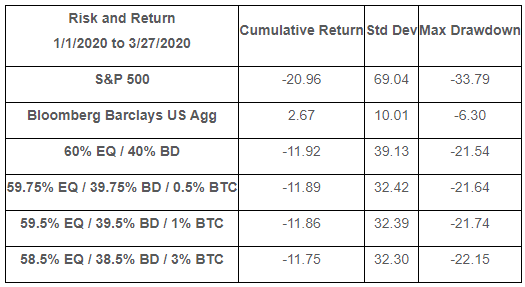 Risk and Return
1/1/2020 to 3/27/2020 Cumulative Return Std Dev Max Drawdown
S&P 500 -20.96 69.04 -33.79
Bloomberg Barclays US Agg 2.67 10.01 -6.30
60% EQ / 40% BD -11.92 39.13 -21.54
59.75% EQ / 39.75% BD / 0.5% BTC -11.89 32.42 -21.64
59.5% EQ / 39.5% BD / 1% BTC -11.86 32.39 -21.74
58.5% EQ / 38.5% BD / 3% BTC -11.75 32.30 -22.15